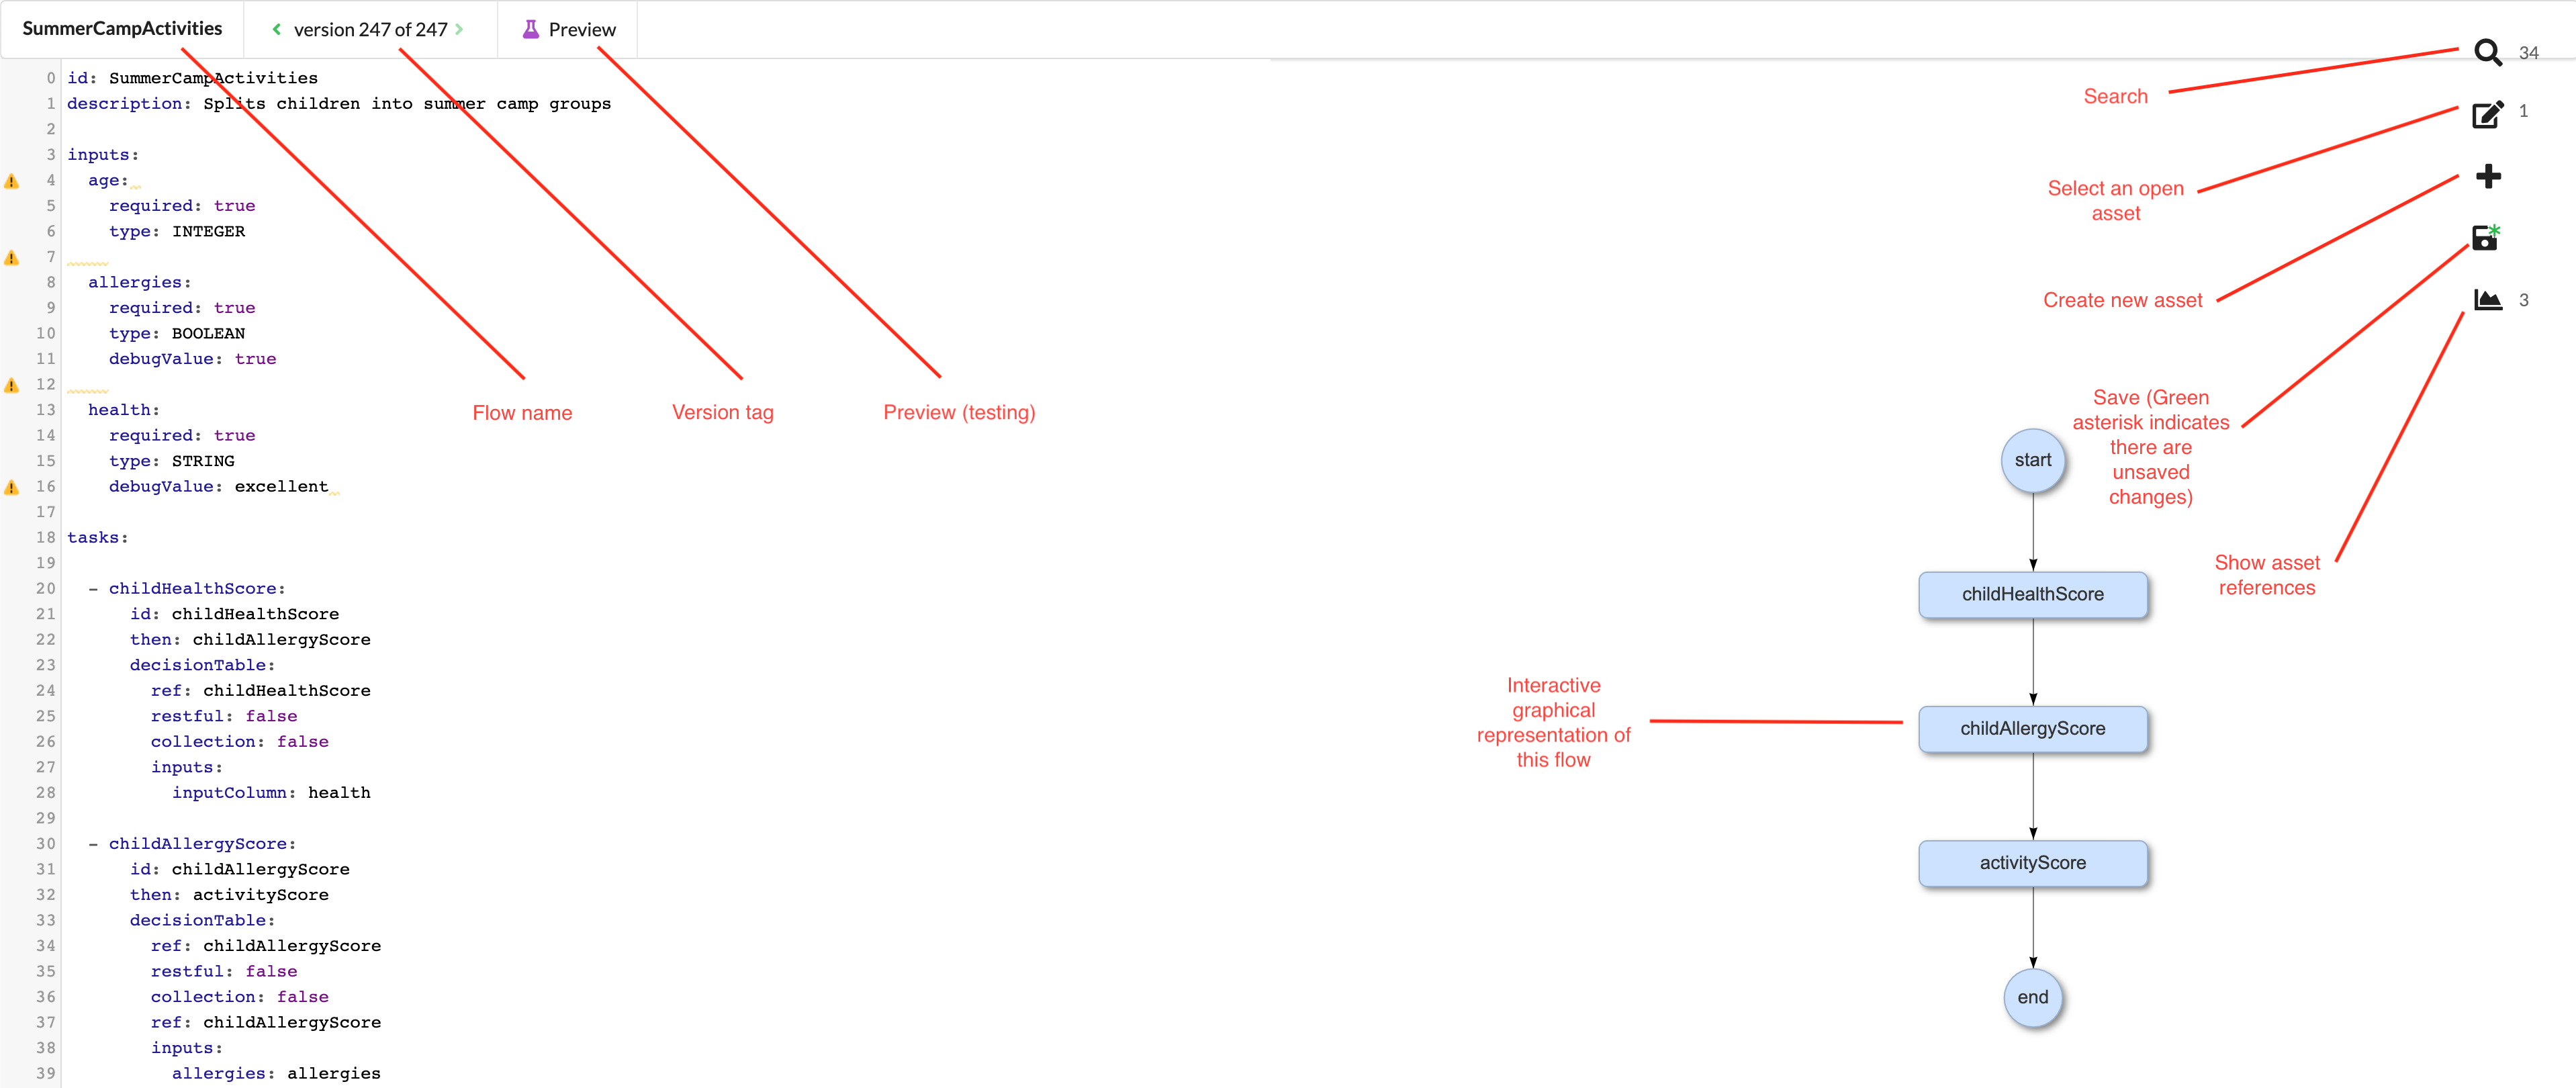 SummerCampActivities
version 247 of 247
Preview
34
1
3
Search
Select an open
asset
Create new asset
Save (Green
asterisk indicates
there are
unsaved
changes)
Show asset
references
Flow name
Version tag
Preview (testing)
0 id: SummerCampActivities
1 description: Splits children into summer camp groups
2
3 inputs:
4 age:
5 required: true
6 type: INTEGER
7
8 allergies:
9 required: true
10 type: BOOLEAN
11 debugValue: true
12
13 health:
14 required: true
15 type: STRING
16 debugValue: excellent
17
18 tasks:
19
20 - childHealthScore:
21 id: childHealthScore
22 then: childAllergyScore
23 decisionTable:
24 ref: childHealthScore
25 restful: false
26 collection: false
27 inputs:
28 inputColumn: health
29
30 - childAllergyScore:
31 id: childAllergyScore
32 then: activityScore
33 decisionTable:
34 ref: childAllergyScore
35 restful: false
36 collection: false
37 ref: childAllergyScore
38 inputs:
39 allergies: allergies
Interactive
graphical
representation of
this flow
start
childHealthScore
childAllergyScore
activityScore
end